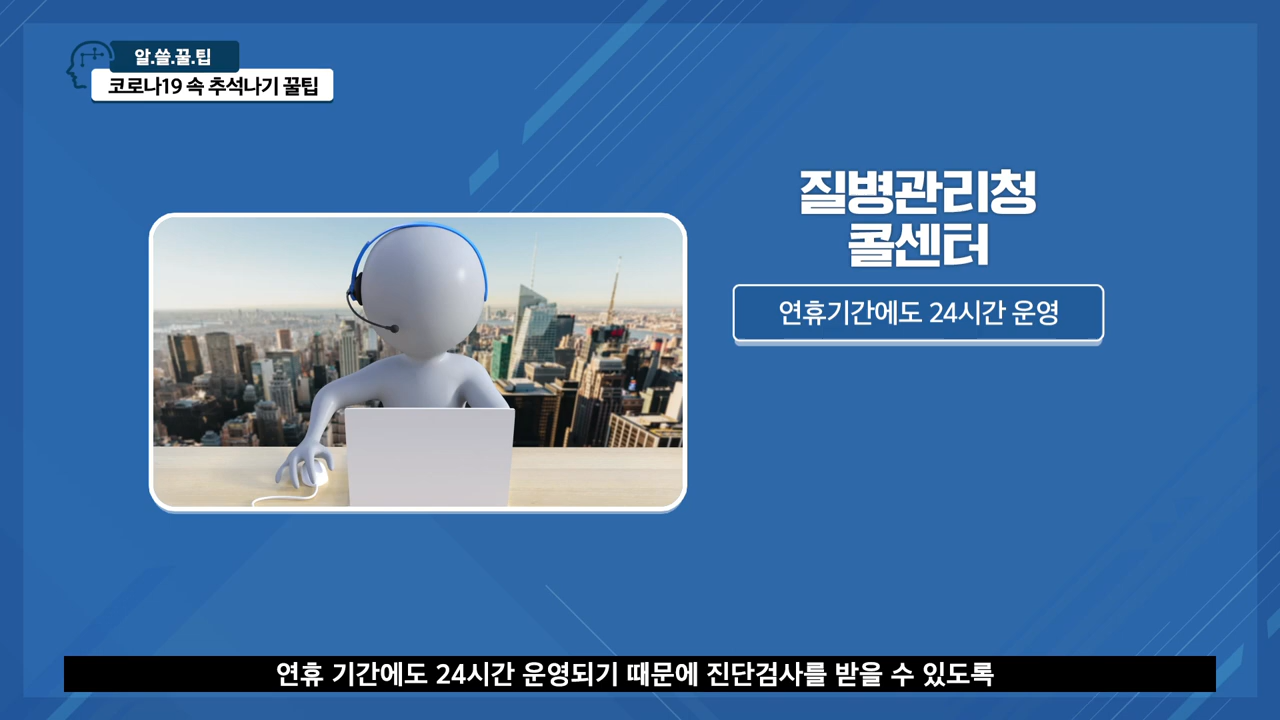 알.쓸.꿀.팁
코로나19 속 추석나기 꿀팁
질병관리청
콜센터
연휴기간에도 24시간 운영
연휴 기간에도 24시간 운영되기 때문에 진단검사를 받을 수 있도록